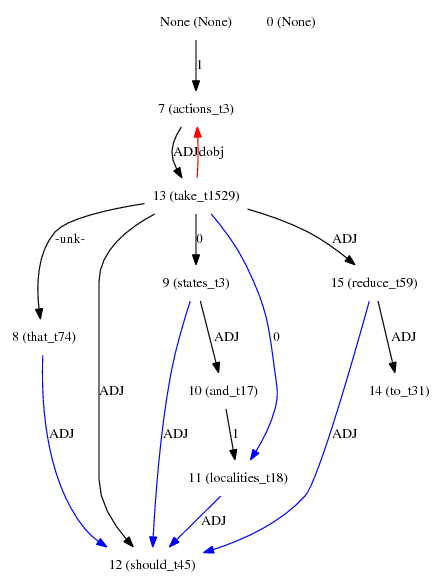 None (None) 0 (None)
1
7 (actions_t3)
ADJ dobj
13 (take_t1529)
-unk- 0 ADJ
9 (states_t3) 15 (reduce_t59)
8 (that_t74) ADJ 0 ADJ
ADJ 10 (and_t17) 14 (to_t31)
ADJ ADJ 1 ADJ
11 (localities_t18)
ADJ
12 (should_t45)